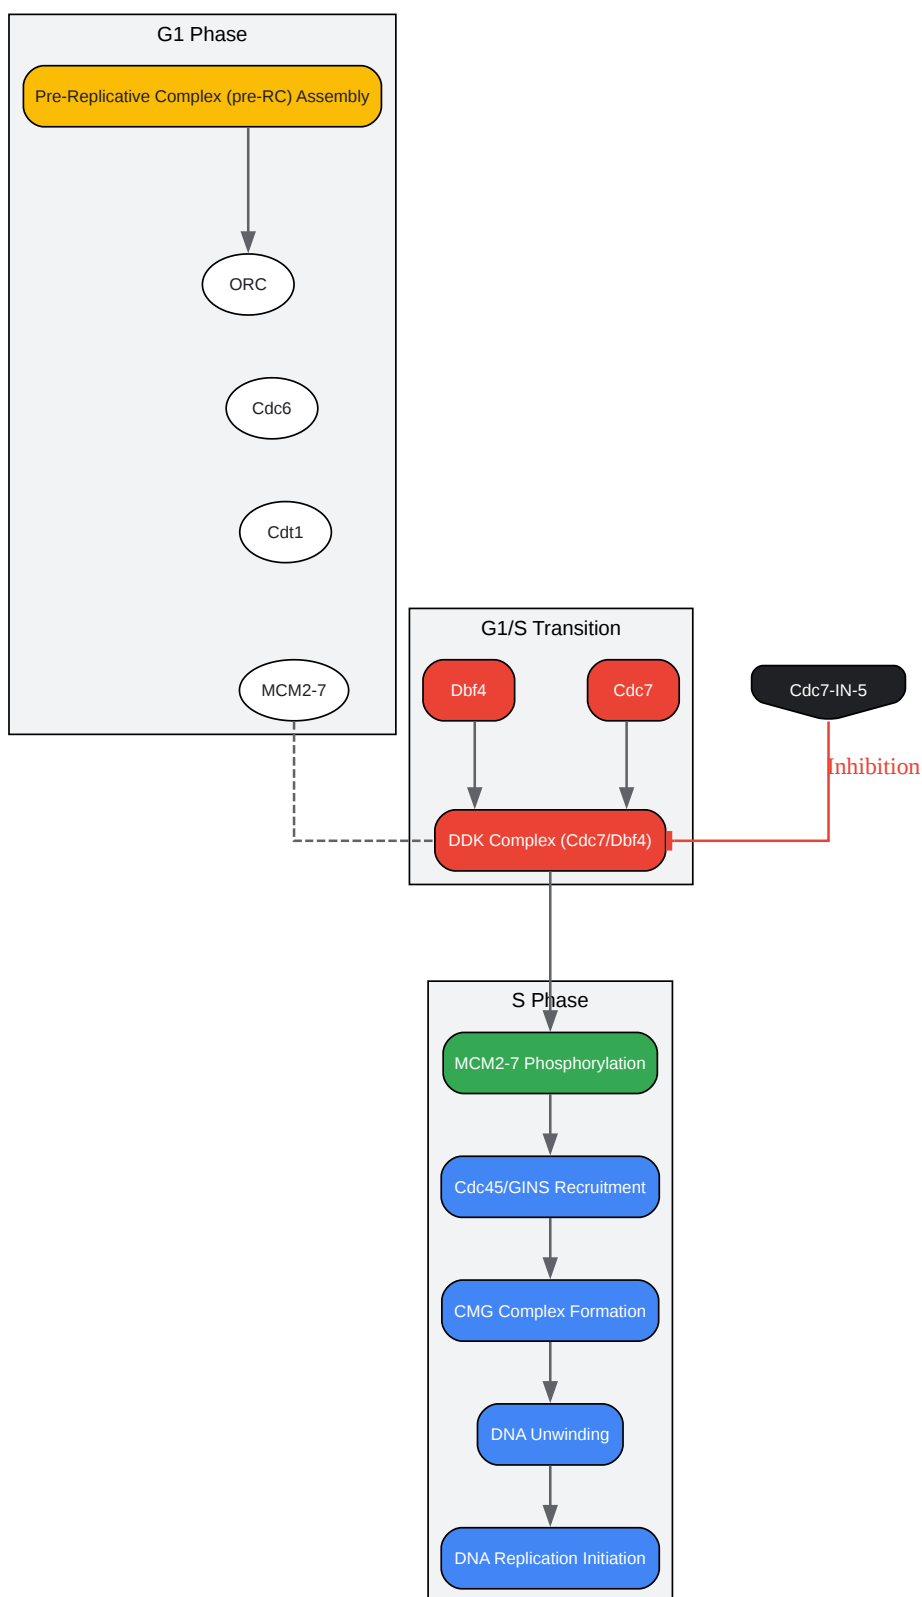 G1 Phase
Pre-Replicative Complex (pre-RC) Assembly
ORC
Cdc6
Cdt1
MCM2-7
G1/S Transition
Dbf4
Cdc7
Cdc7-IN-5
Inhibition
DDK Complex (Cdc7/Dbf4)
S Phase
MCM2-7 Phosphorylation
Cdc45/GINS Recruitment
CMG Complex Formation
DNA Unwinding
DNA Replication Initiation